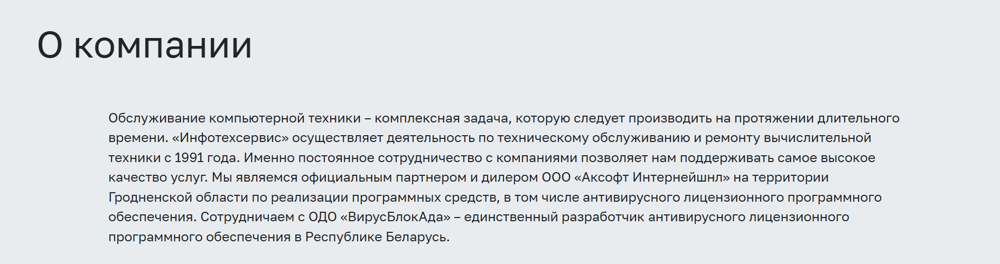 О компании
Обслуживание компьютерной техники – комплексная задача, которую следует производить на протяжении длительного
времени. «Инфотехсервис» осуществляет деятельность по техническому обслуживанию и ремонту вычислительной
техники с 1991 года. Именно постоянное сотрудничество с компаниями позволяет нам поддерживать самое высокое
качество услуг. Мы являемся официальным партнером и дилером ООО «Аксофт Интернейшнл» на территории
Гродненской области по реализации программных средств, в том числе антивирусного лицензионного программного
обеспечения. Сотрудничаем с ОДО «ВирусБлокАда» – единственный разработчик антивирусного лицензионного
программного обеспечения в Республике Беларусь.